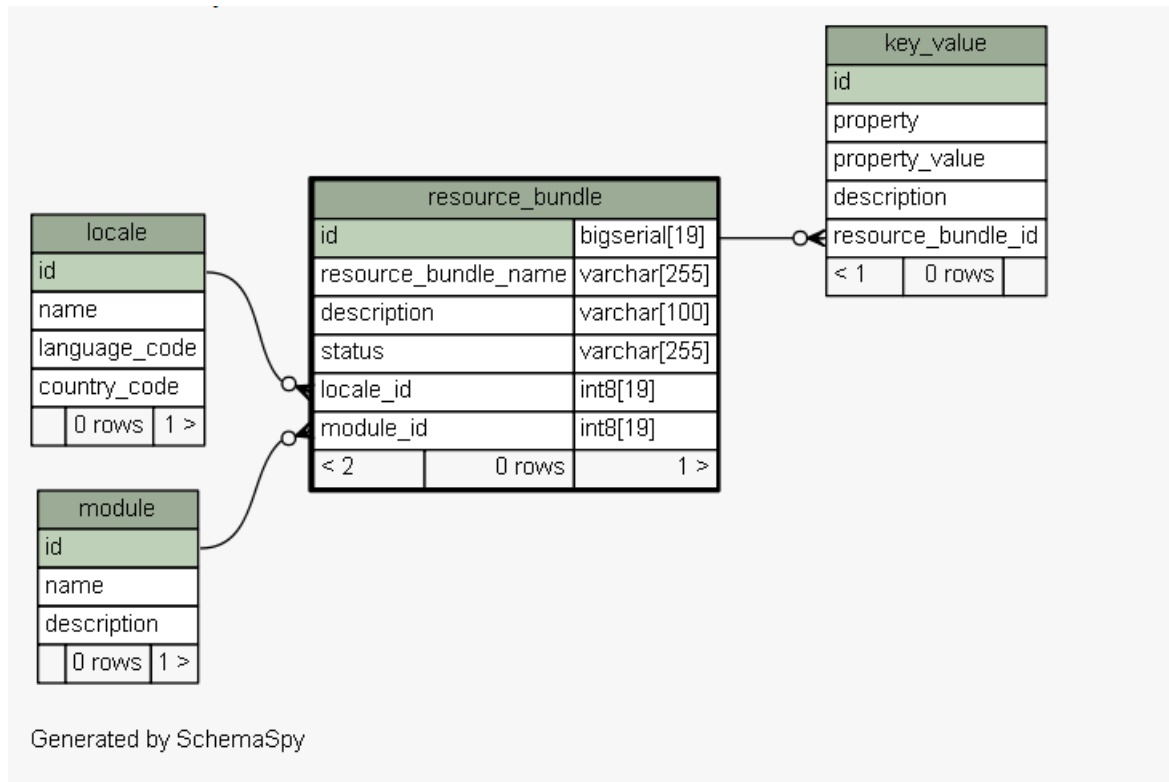 key_value
id
property
property_value
description
resource_bundle_id
< 1 0 rows
resource_bundle
id bigserial[19]
resource_bundle_name varchar[255]
description varchar[100]
status varchar[255]
locale_id int8[19]
module_id int8[19]
< 2 0 rows 1 >
locale
id
name
language_code
country_code
0 rows 1 >
module
id
name
description
0 rows 1 >
Generated by SchemaSpy